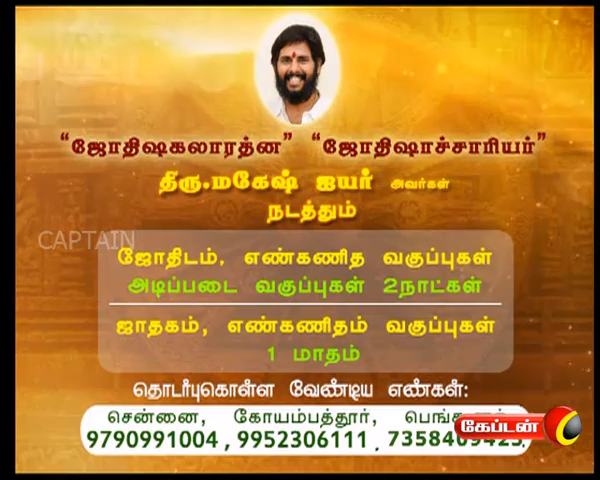 “ஜோதிஷகலாரத்ன” “ஜோதிஷாச்சாரியர்”
திரு.மகேஷ் ஐயர் அவர்கள்
நடத்தும்
CAPTAIN
ஜோதிடம், எண்கணித வகுப்புகள்
அடிப்படை வகுப்புகள் 2நாட்கள்
ஜாதகம், எண்கணிதம் வகுப்புகள்
1 மாதம்
தொடர்புகொள்ள வேண்டிய எண்கள்:
சென்னை, கோயம்பத்தூர்,
9790991004 , 9952306111 ,
கேப்டன்